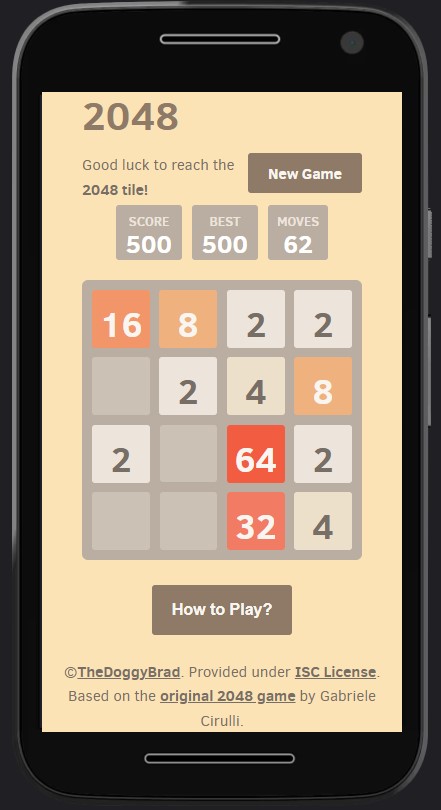 2048
Good luck to reach the
2048 tile!
New Game
SCORE
500
BEST
500
MOVES
62
16 8 2 2
2 4 8
2 64 2
32 4
How to Play?
©TheDoggyBrad. Provided under ISC License.
Based on the original 2048 game by Gabriele
Cirulli.